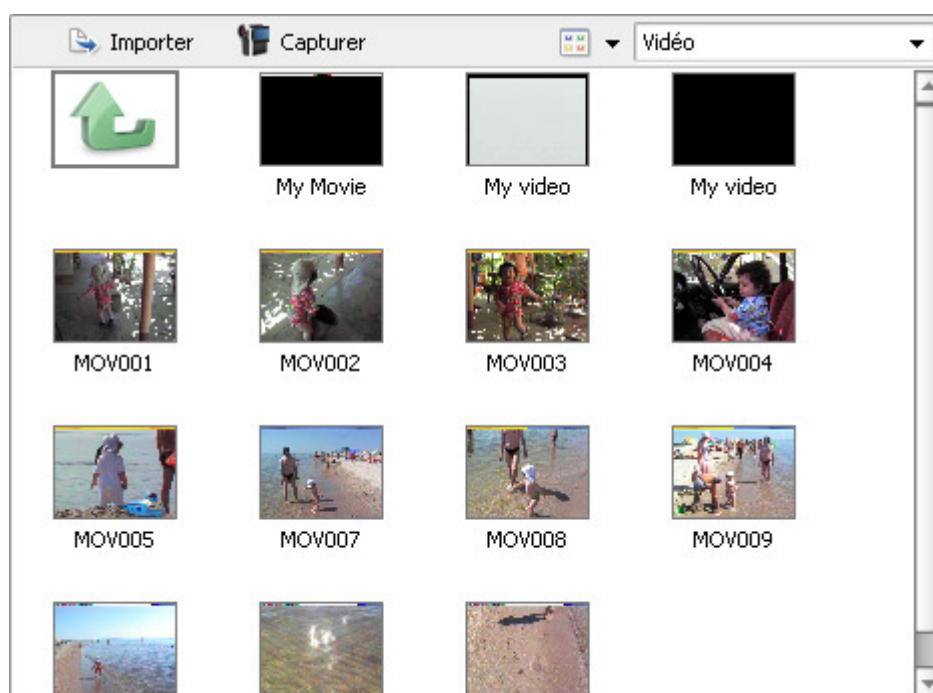 Importer Capturer Vidéo
My Movie My video My video
MOV001 MOV002 MOV003 MOV004
MOV005 MOV007 MOV008 MOV009